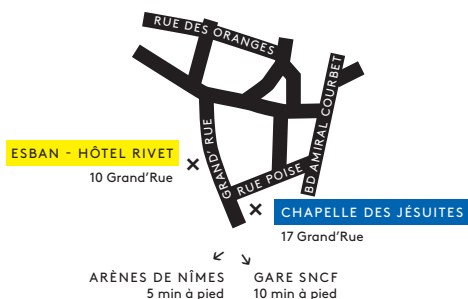 RUE DES ORANGES
BD AMIRAL COURBET
GRAND' RUE
RUE POISE
ESBAN - HÔTEL RIVET
10 Grand'Rue
CHAPELLE DES JÉSUITES
17 Grand'Rue
ARÈNES DE NÎMES
5 min à pied
GARE SNCF
10 min à pied